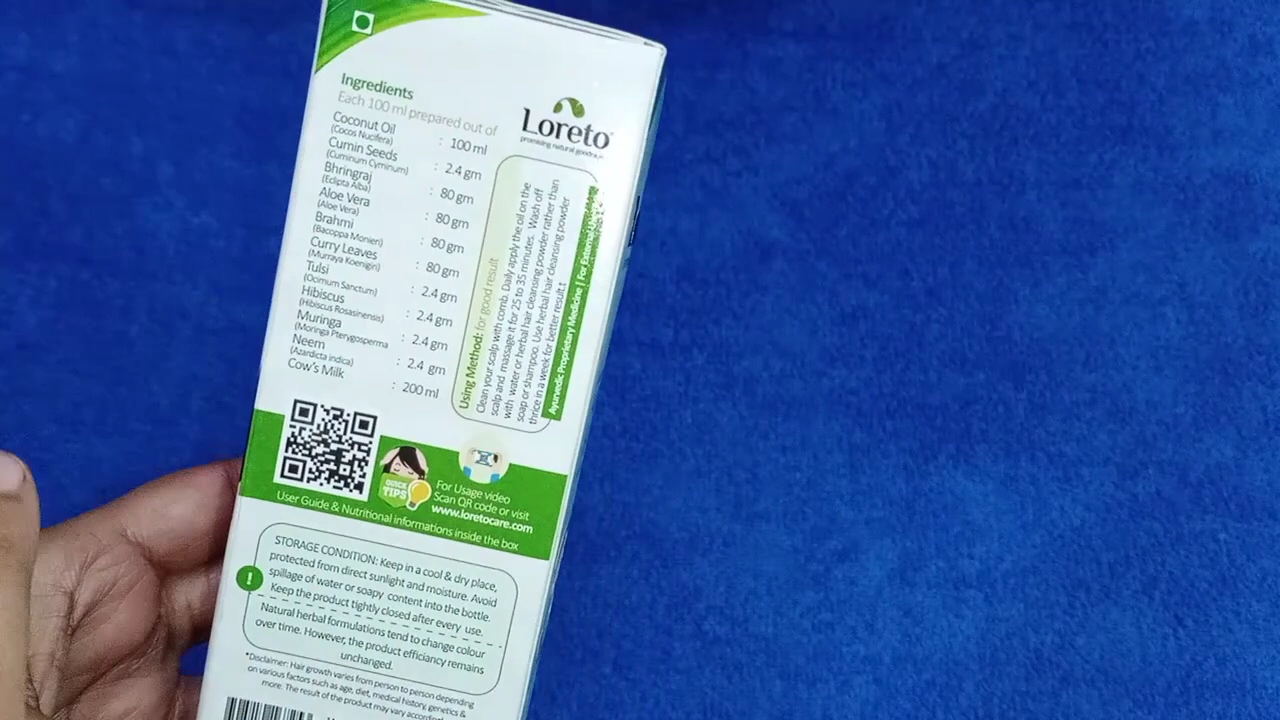 Ingredients
Each 100 ml prepared out of
Coconut Oil : 100 ml
(Cocos Nucifera)
Cumin Seeds : 2.4 gm
(Cuminum Cyminum)
Bhringraj : 80 gm
(Eclipta Alba)
Aloe Vera : 80 gm
(Aloe Vera)
Brahmi : 80 gm
(Bacoppa Monieri)
Curry Leaves : 80 gm
(Murraya Koenigin)
Tulsi : 2.4 gm
(Ocimum Sanctum)
Hibiscus : 2.4 gm
(Hibiscus Rosasinensis)
Muringa : 2.4 gm
(Moringa Pterygosperma
Neem : 2.4 gm
(Azardicta indica)
Cow's Milk : 200 ml
Loreto
promising natural goodness
Using Method: for good result
Clean your scalp with comb. Daily apply the oil on the
scalp and massage it for 25 to 35 minutes. Wash off
with water or herbal hair cleansing powder rather than
soap or shampoo. Use herbal hair cleansing powder
thrice in a week for better result.
Ayurvedic Proprietary Medicine | For External
QUICK
TIPS
For Usage video
Scan QR code or visit
www.loretocare.com
User Guide & Nutritional informations inside the box
!
STORAGE CONDITION: Keep in a cool & dry place,
protected from direct sunlight and moisture. Avoid
spillage of water or soapy content into the bottle.
Keep the product tightly closed after every use.
Natural herbal formulations tend to change colour
over time. However, the product efficiancy remains
unchanged.
*Disclaimer: Hair growth varies from person to person depending
on various factors such as age, diet, medical history, genetics &
more. The result of the product may vary